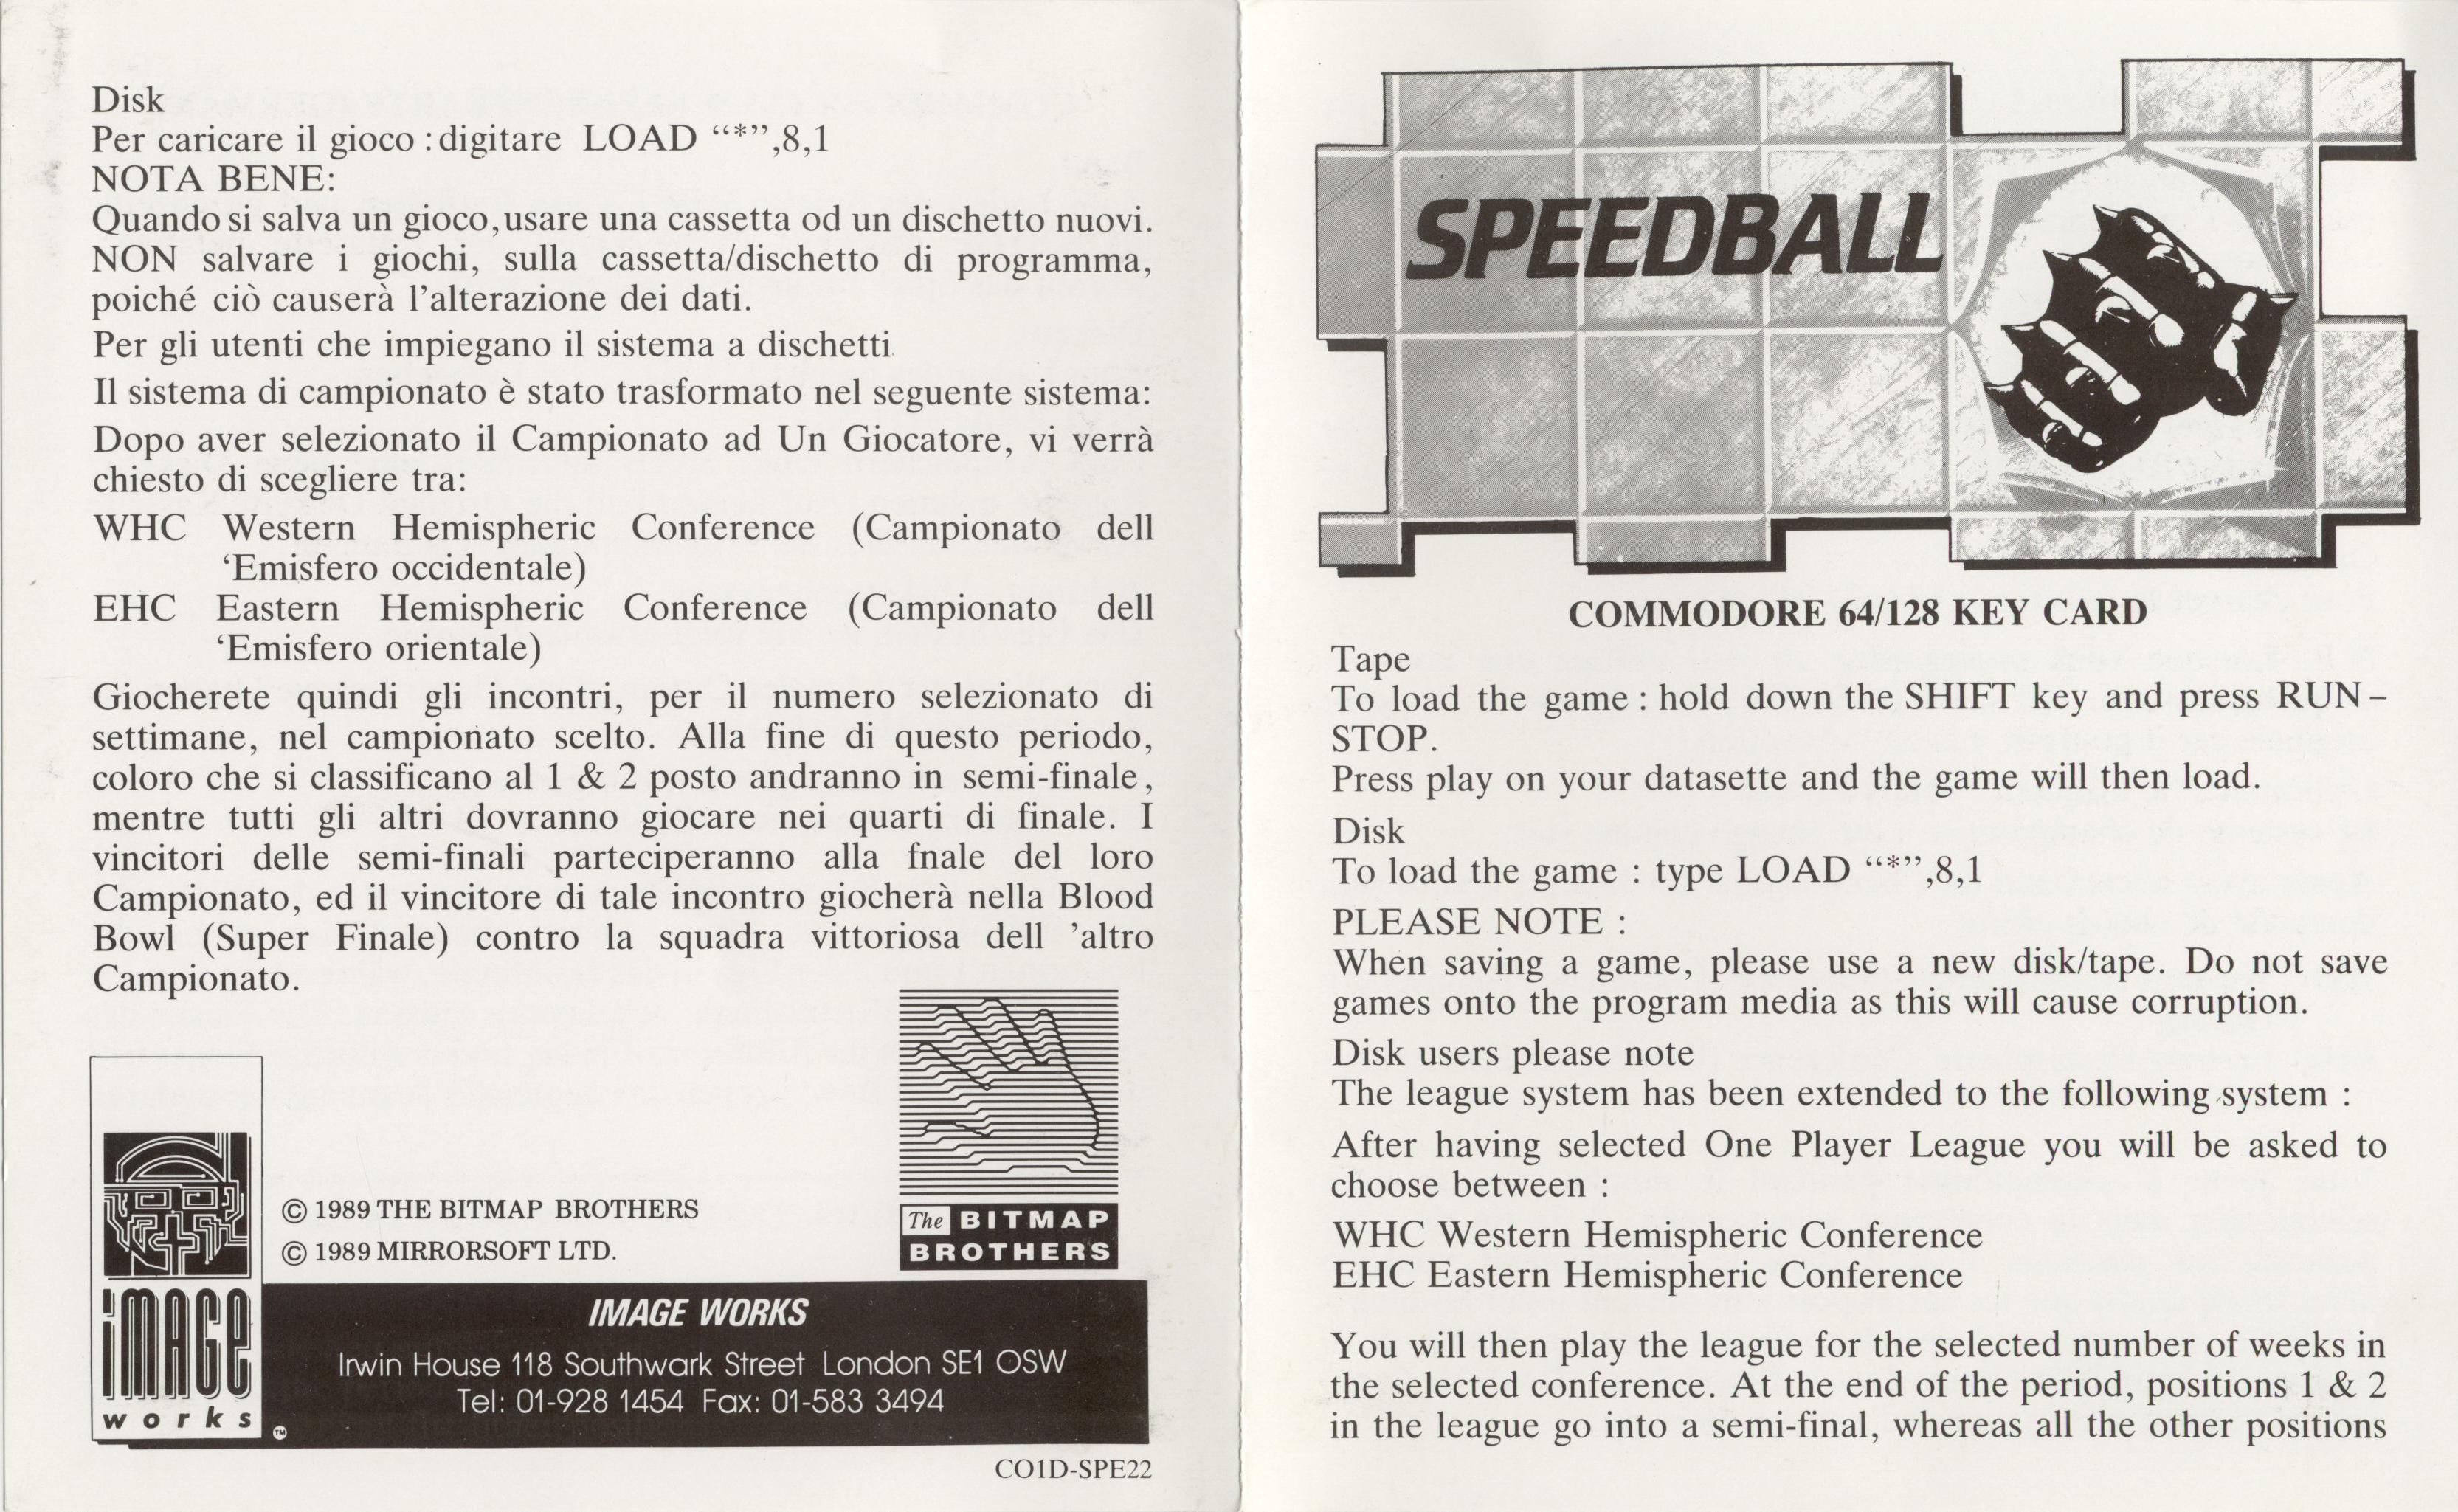 Disk
Per caricare il gioco : digitare LOAD “*”,8,1
NOTA BENE:
Quando si salva un gioco, usare una cassetta od un dischetto nuovi.
NON salvare i giochi, sulla cassetta/dischetto di programma,
poiché ciò causerà l'alterazione dei dati.
Per gli utenti che impiegano il sistema a dischetti.
Il sistema di campionato è stato trasformato nel seguente sistema:
Dopo aver selezionato il Campionato ad Un Giocatore, vi verrà
chiesto di scegliere tra:
WHC Western Hemispheric Conference (Campionato dell
‘Emisfero occidentale)
EHC Eastern Hemispheric Conference (Campionato dell
‘Emisfero orientale)
Giocherete quindi gli incontri, per il numero selezionato di
settimane, nel campionato scelto. Alla fine di questo periodo,
coloro che si classificano al 1 & 2 posto andranno in semi-finale,
mentre tutti gli altri dovranno giocare nei quarti di finale. I
vincitori delle semi-finali parteciperanno alla fnale del loro
Campionato, ed il vincitore di tale incontro giocherà nella Blood
Bowl (Super Finale) contro la squadra vittoriosa dell ’altro
Campionato.
The BITMAP
BROTHERS
© 1989 THE BITMAP BROTHERS
© 1989 MIRRORSOFT LTD.
image
works
™
IMAGE WORKS
Irwin House 118 Southwark Street London SE1 OSW
Tel: 01-928 1454 Fax: 01-583 3494
CO1D-SPE22
SPEEDBALL
COMMODORE 64/128 KEY CARD
Tape
To load the game : hold down the SHIFT key and press RUN –
STOP.
Press play on your datasette and the game will then load.
Disk
To load the game : type LOAD “*”,8,1
PLEASE NOTE :
When saving a game, please use a new disk/tape. Do not save
games onto the program media as this will cause corruption.
Disk users please note
The league system has been extended to the following system :
After having selected One Player League you will be asked to
choose between :
WHC Western Hemispheric Conference
EHC Eastern Hemispheric Conference
You will then play the league for the selected number of weeks in
the selected conference. At the end of the period, positions 1 & 2
in the league go into a semi-final, whereas all the other positions